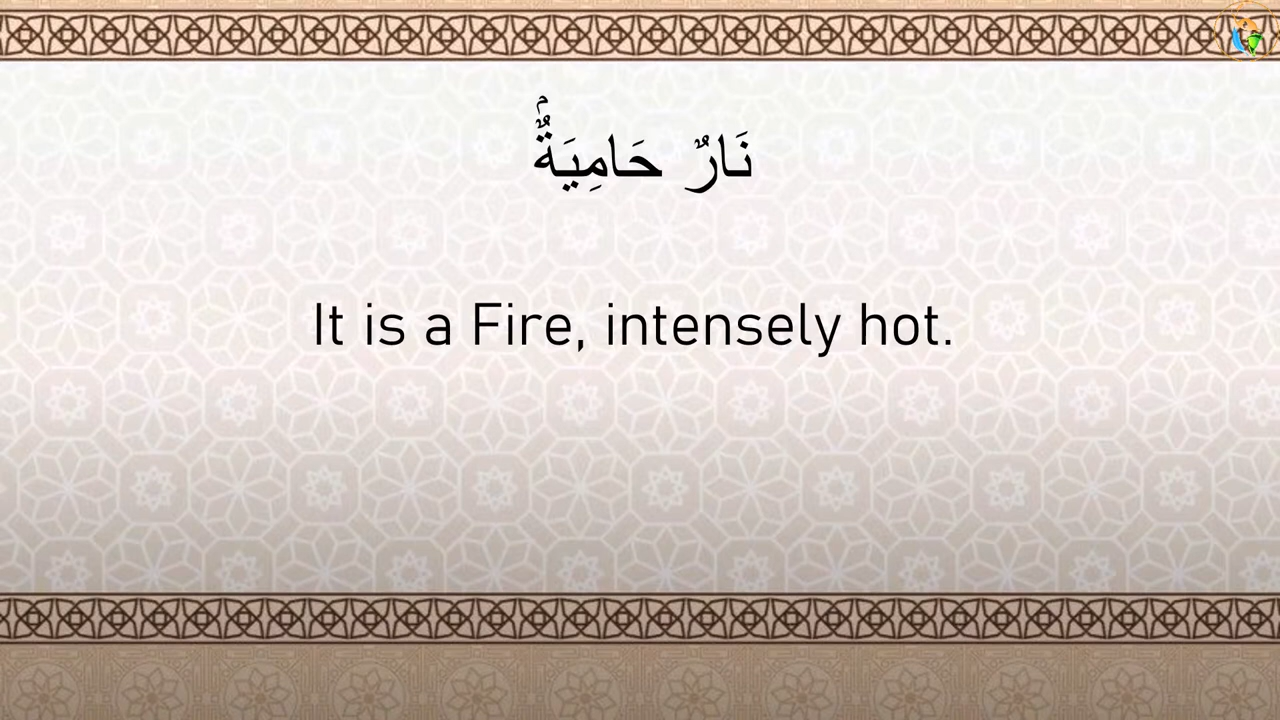 نَارٌ حَامِيَةٌۢ
It is a Fire, intensely hot.